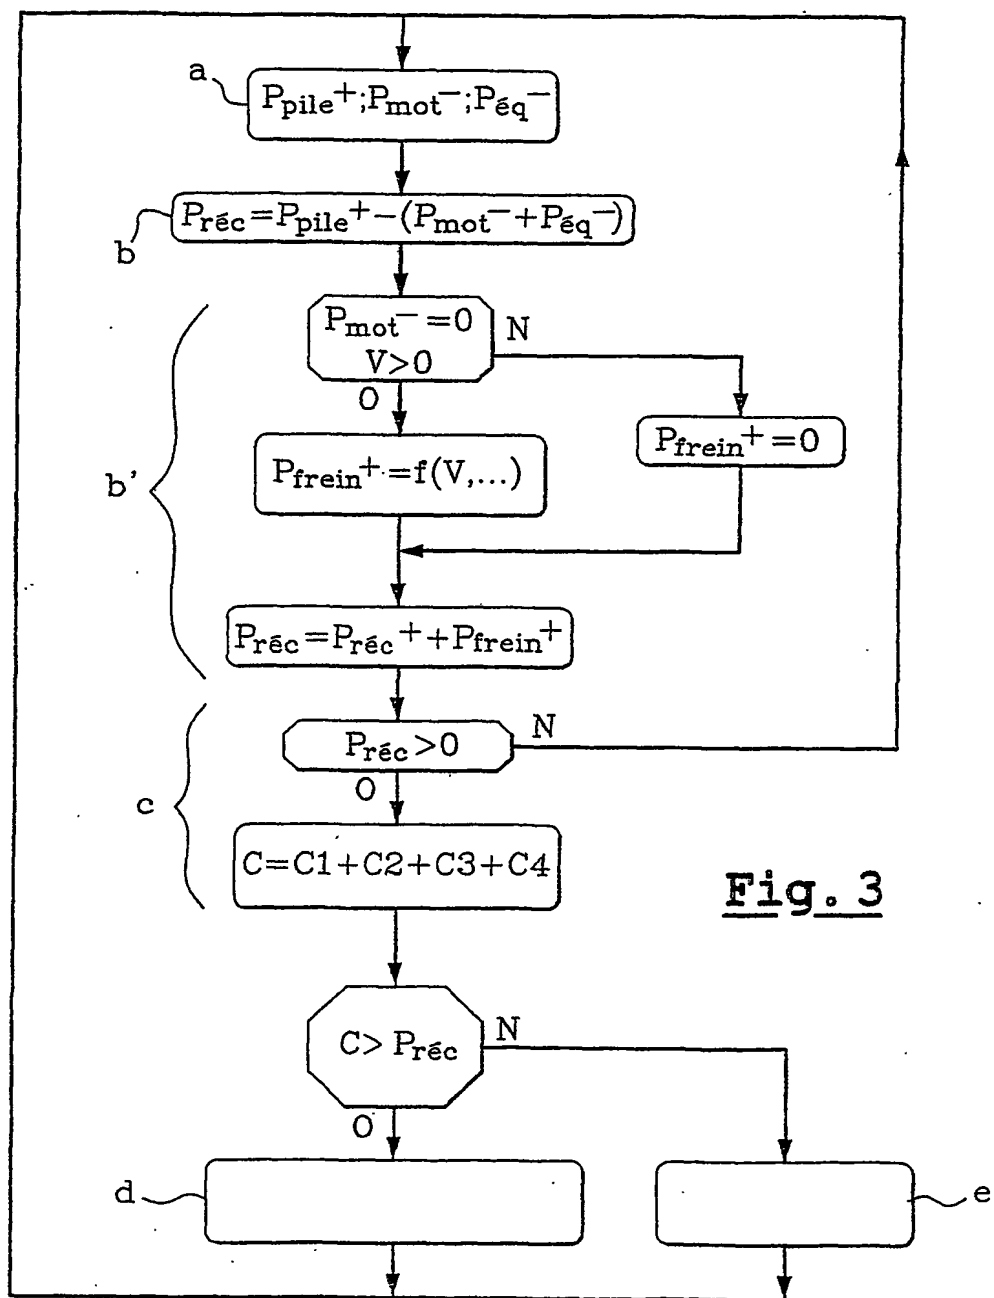 a
Ppile+;Pmot−;Péq−
b
Préc=Ppile+−(Pmot−+Péq−)
Pmot−=0
V>0
N
O
Pfrein+=0
b'
Pfrein+=f(V,...)
Préc=Préc++Pfrein+
c
Préc>0
N
O
C=C1+C2+C3+C4
Fig. 3
C> Préc
N
O
d
e